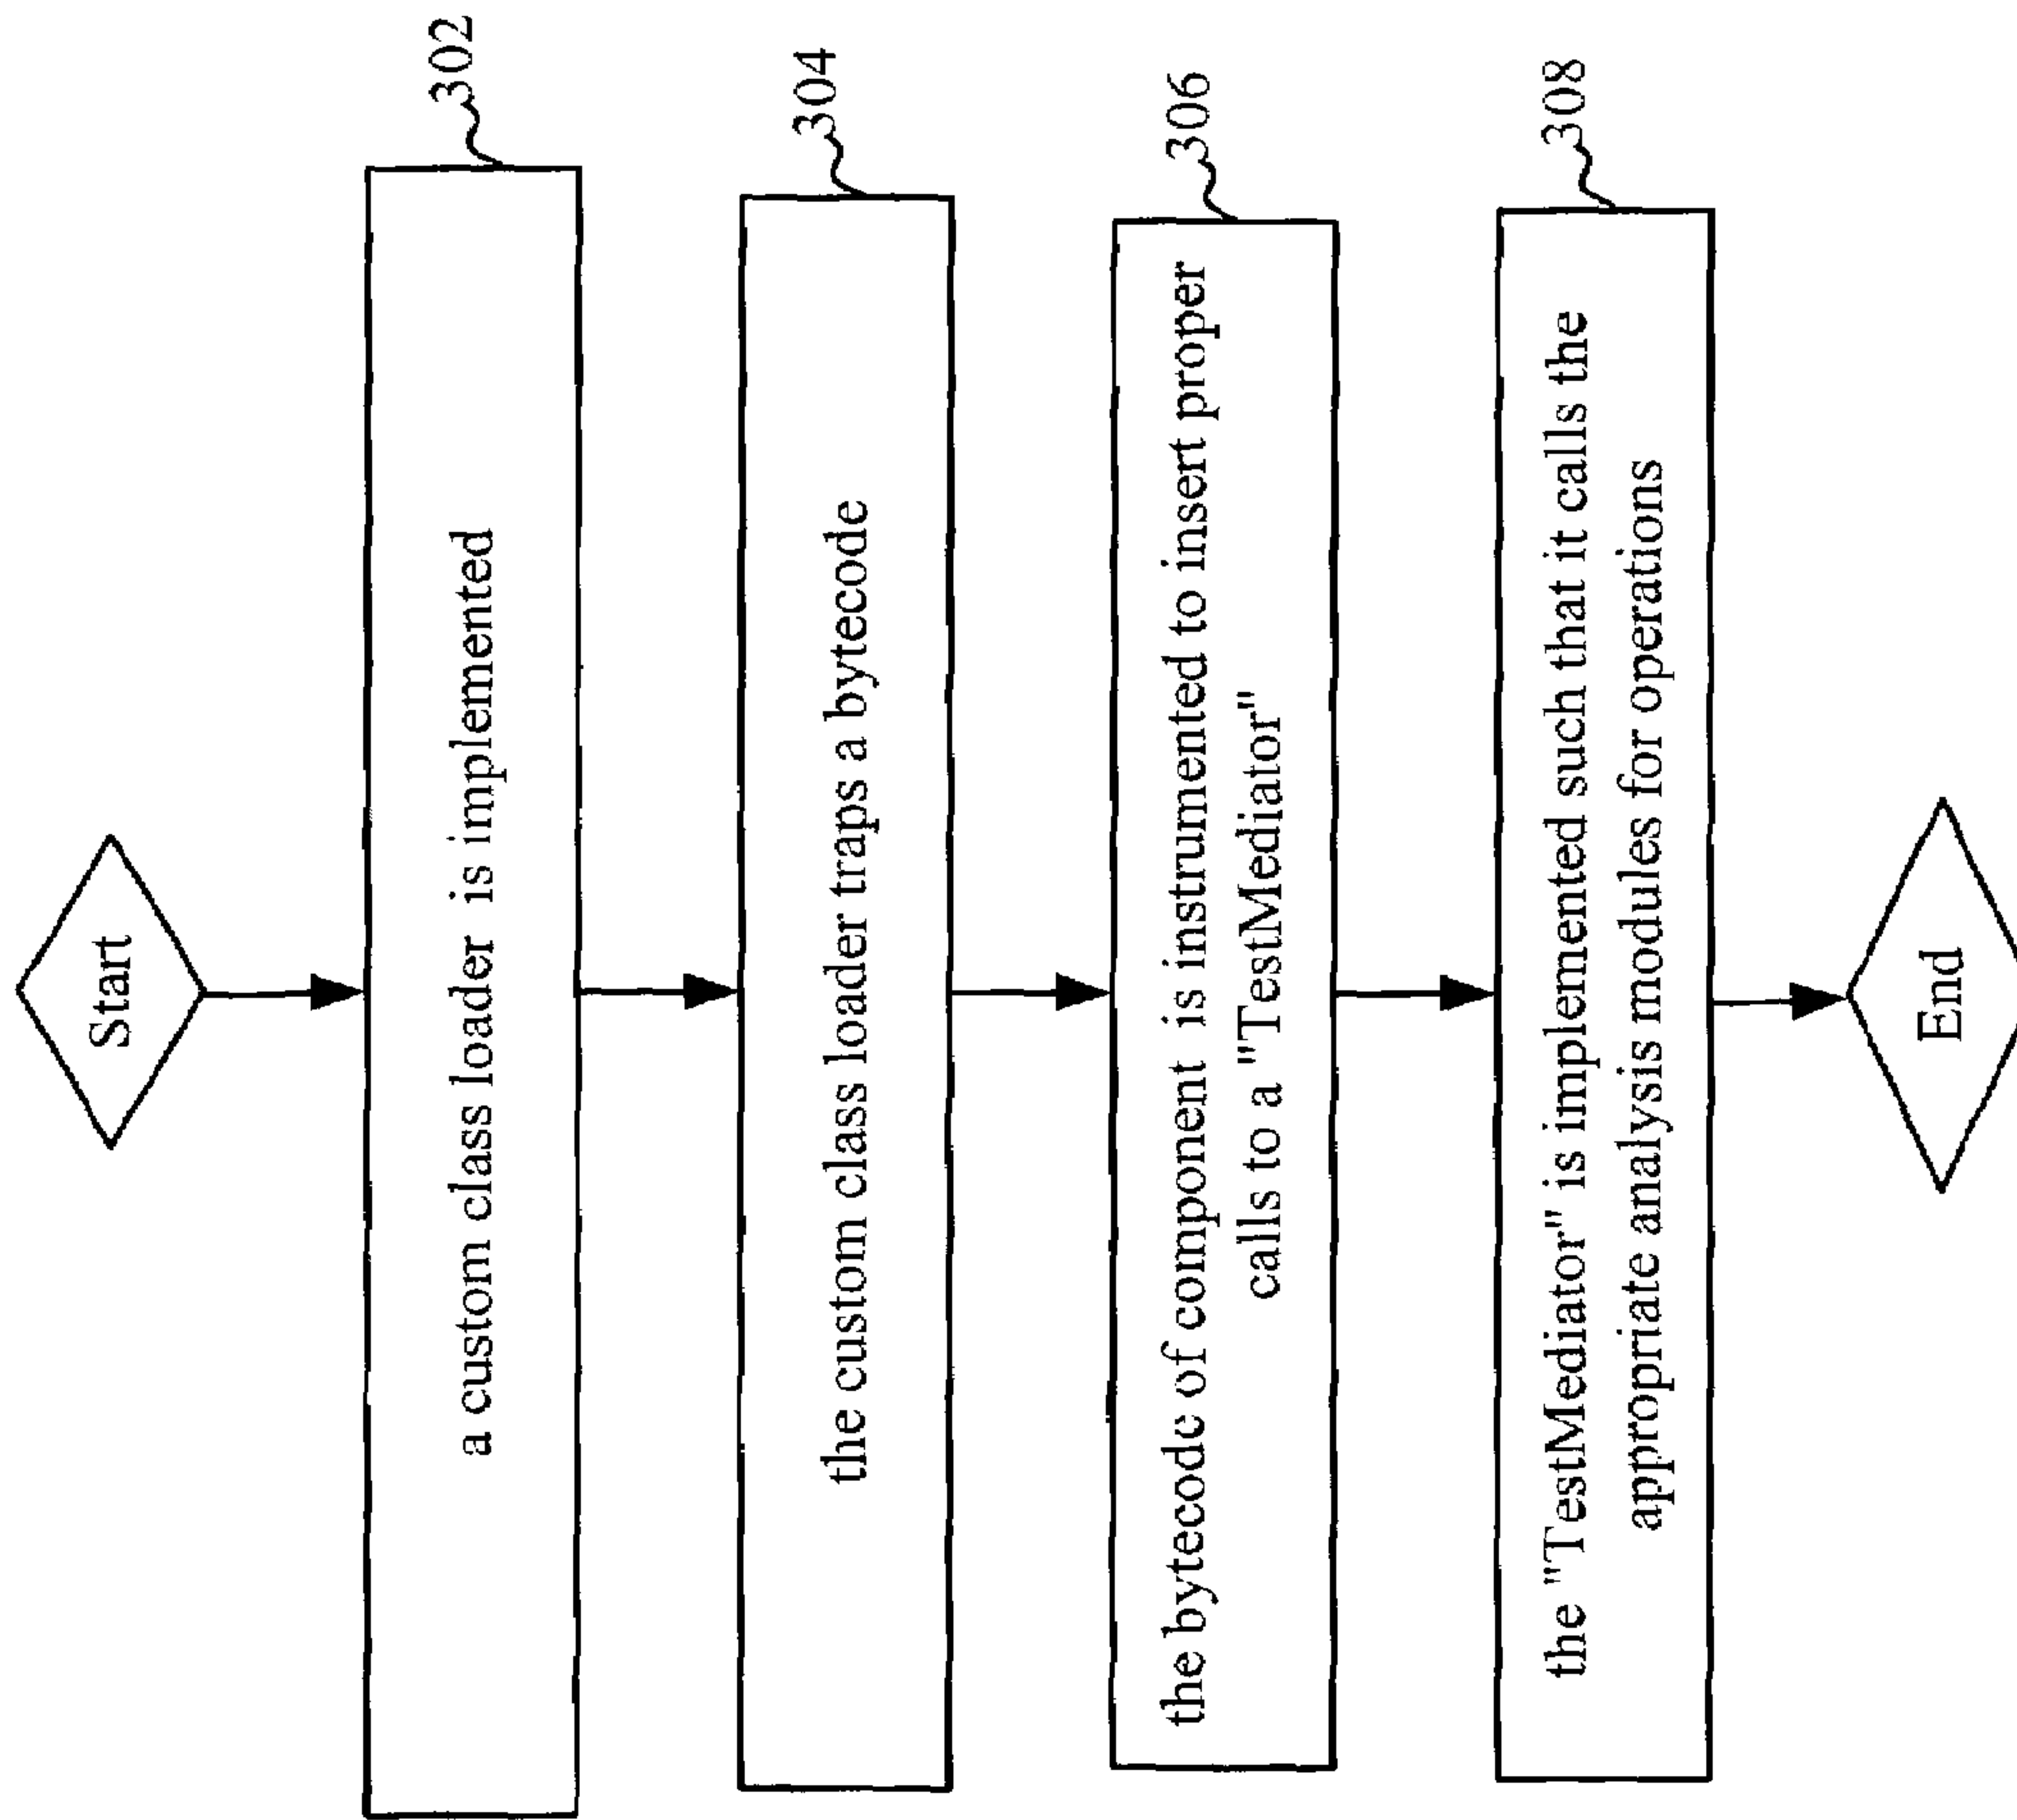 Start
302
a custom class loader is implemented
304
the custom class loader traps a bytecode
306
the bytecode of component is instrumented to insert proper
calls to a "TestMediator"
308
the "TestMediator" is implemented such that it calls the
appropriate analysis modules for operations
End